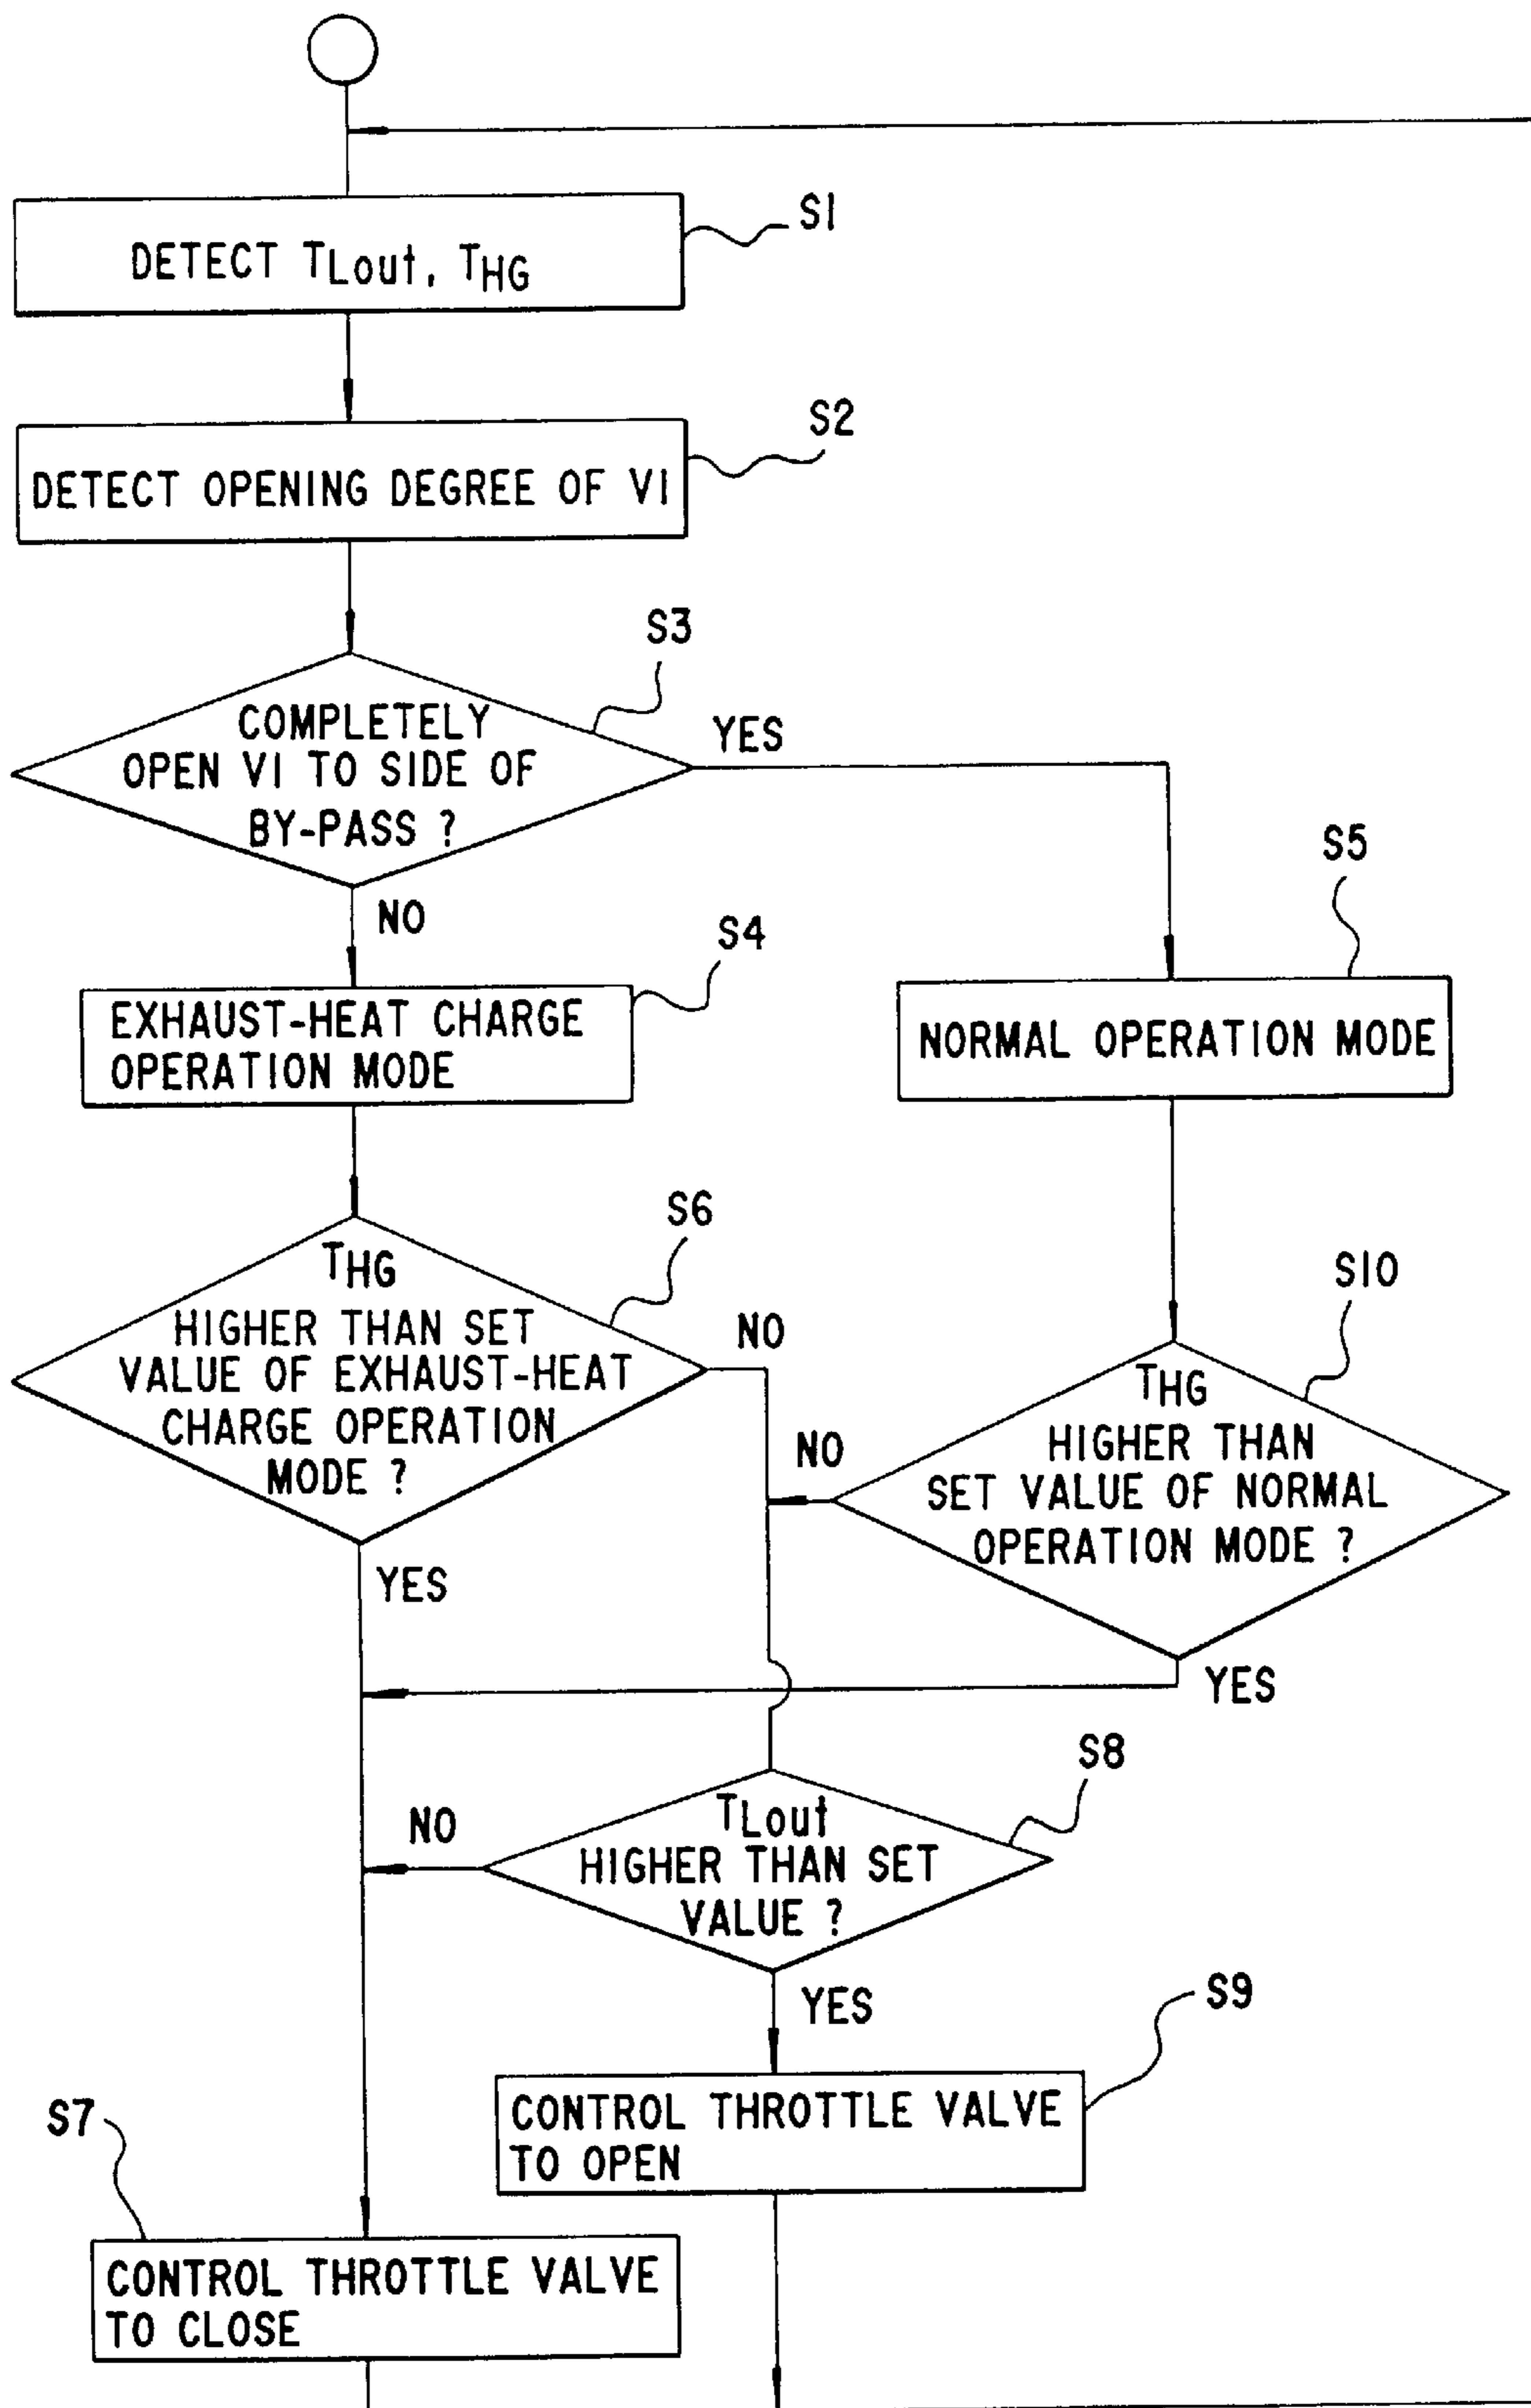 S1
DETECT TLout, THG
S2
DETECT OPENING DEGREE OF V1
S3
COMPLETELY
OPEN V1 TO SIDE OF
BY-PASS ?
YES
NO
S5
S4
EXHAUST-HEAT CHARGE
OPERATION MODE
NORMAL OPERATION MODE
S6
THG
HIGHER THAN SET
VALUE OF EXHAUST-HEAT
CHARGE OPERATION
MODE ?
NO
YES
S10
THG
HIGHER THAN
SET VALUE OF NORMAL
OPERATION MODE ?
NO
YES
S8
TLout
HIGHER THAN SET
VALUE ?
NO
YES
S9
CONTROL THROTTLE VALVE
TO OPEN
S7
CONTROL THROTTLE VALVE
TO CLOSE